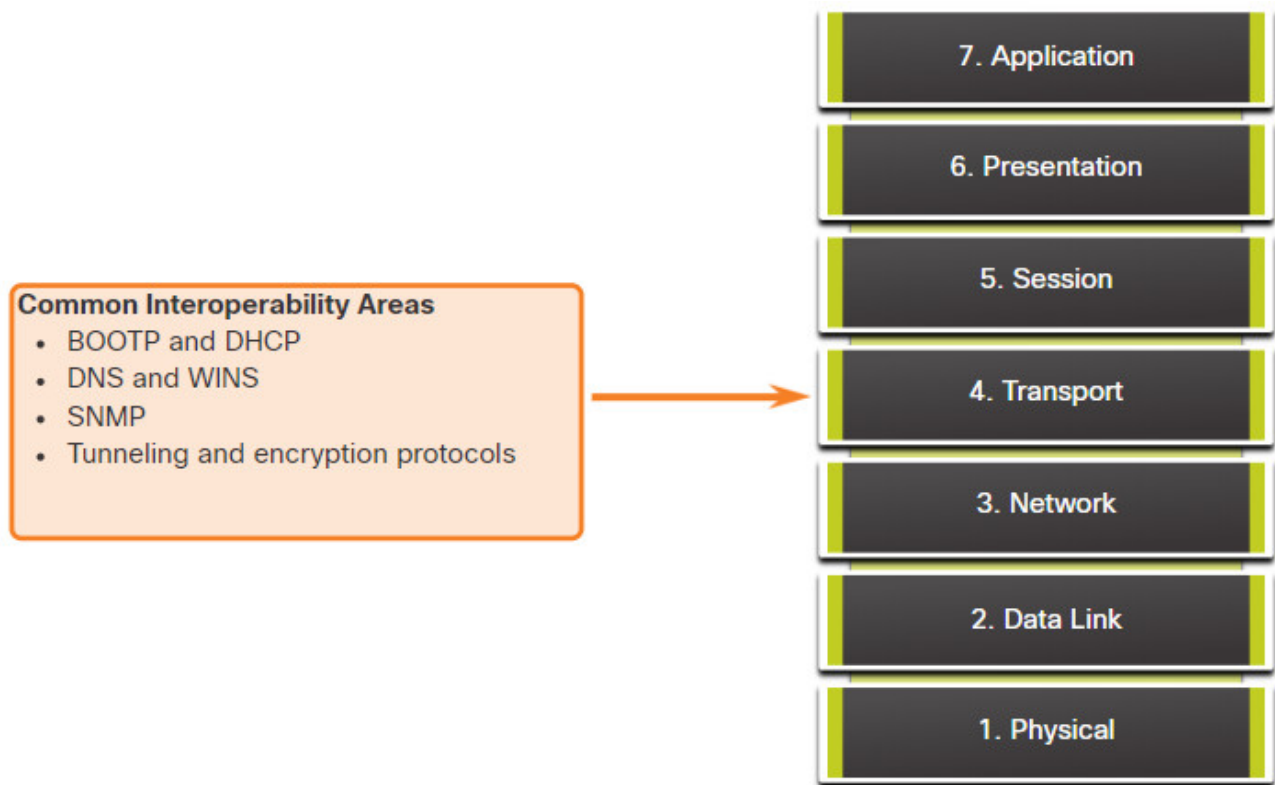 Common Interoperability Areas
• BOOTP and DHCP
• DNS and WINS
• SNMP
• Tunneling and encryption protocols
7. Application
6. Presentation
5. Session
4. Transport
3. Network
2. Data Link
1. Physical